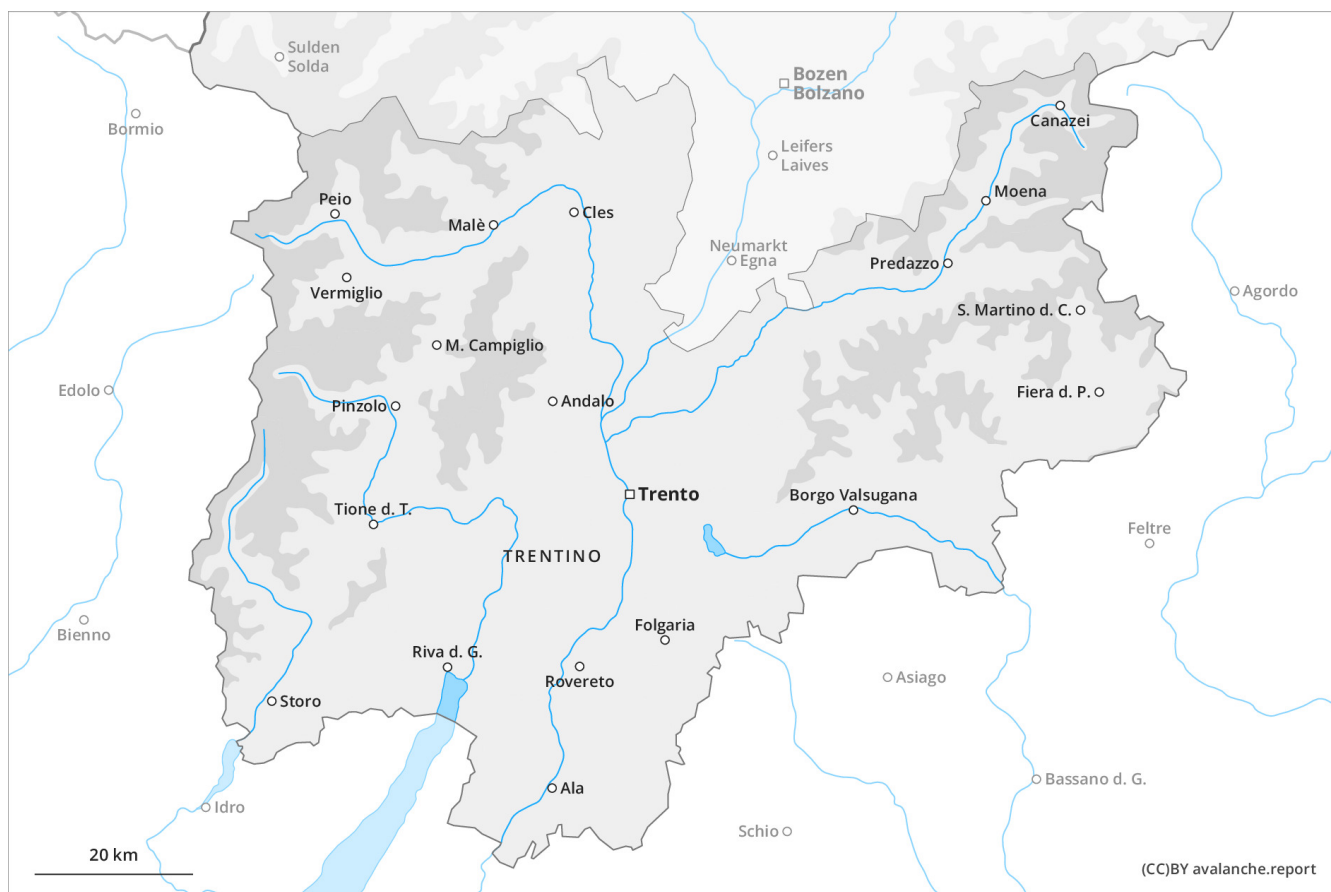 Sulden
Solda
Bozen
Bolzano
Bormio
Canazei
Leifers
Laives
Peio
Moena
Malè
Cles
Neumarkt
Egna
Predazzo
Vermiglio
Agordo
S. Martino d. C.
M. Campiglio
Edolo
Fiera d. P.
Pinzolo
Andalo
Trento
Borgo Valsugana
Tione d. T.
Feltre
TRENTINO
Bienno
Folgaria
Riva d. G.
Rovereto
Asiago
Storo
Bassano d. G.
Ala
Idro
Schio
20 km
(CC)BY avalanche.report